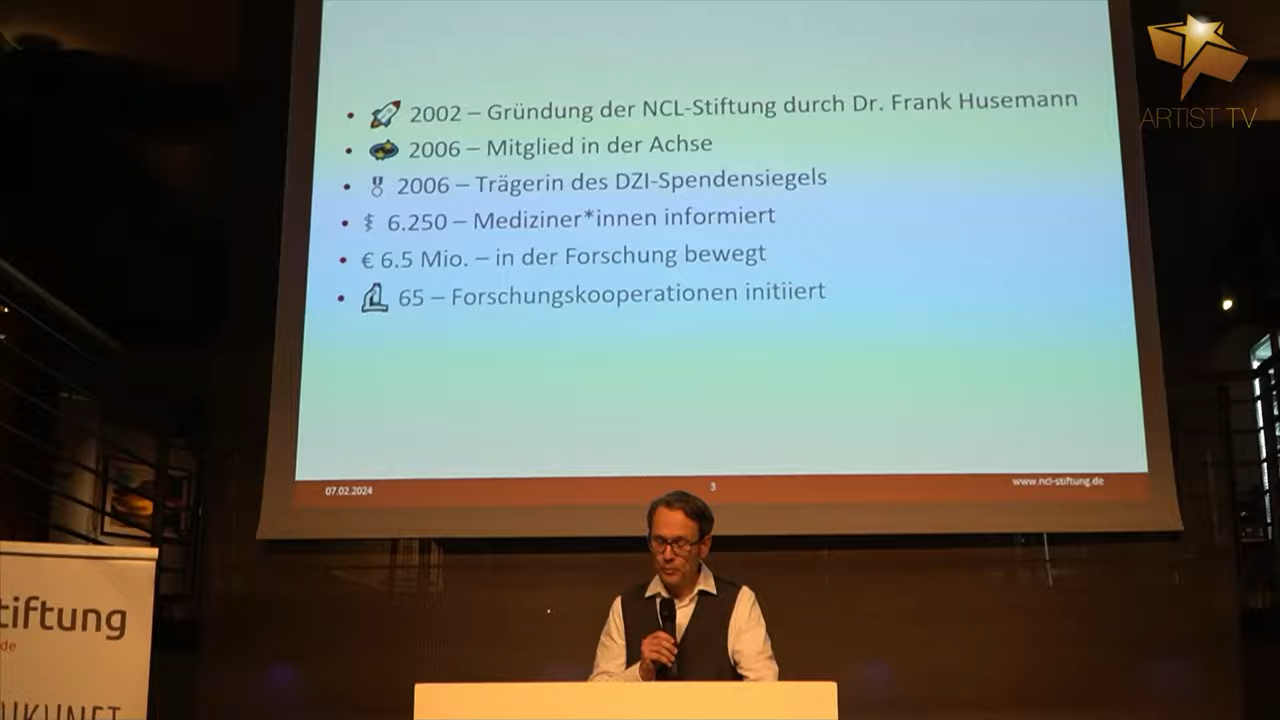 ARTIST TV
2002 – Gründung der NCL-Stiftung durch Dr. Frank Husemann
2006 – Mitglied in der Achse
2006 – Trägerin des DZI-Spendensiegels
6.250 – Mediziner*innen informiert
€ 6.5 Mio. – in der Forschung bewegt
65 – Forschungskooperationen initiiert
07.02.2024 3 www.ncl-stiftung.de
tiftung
de
UKUNFT